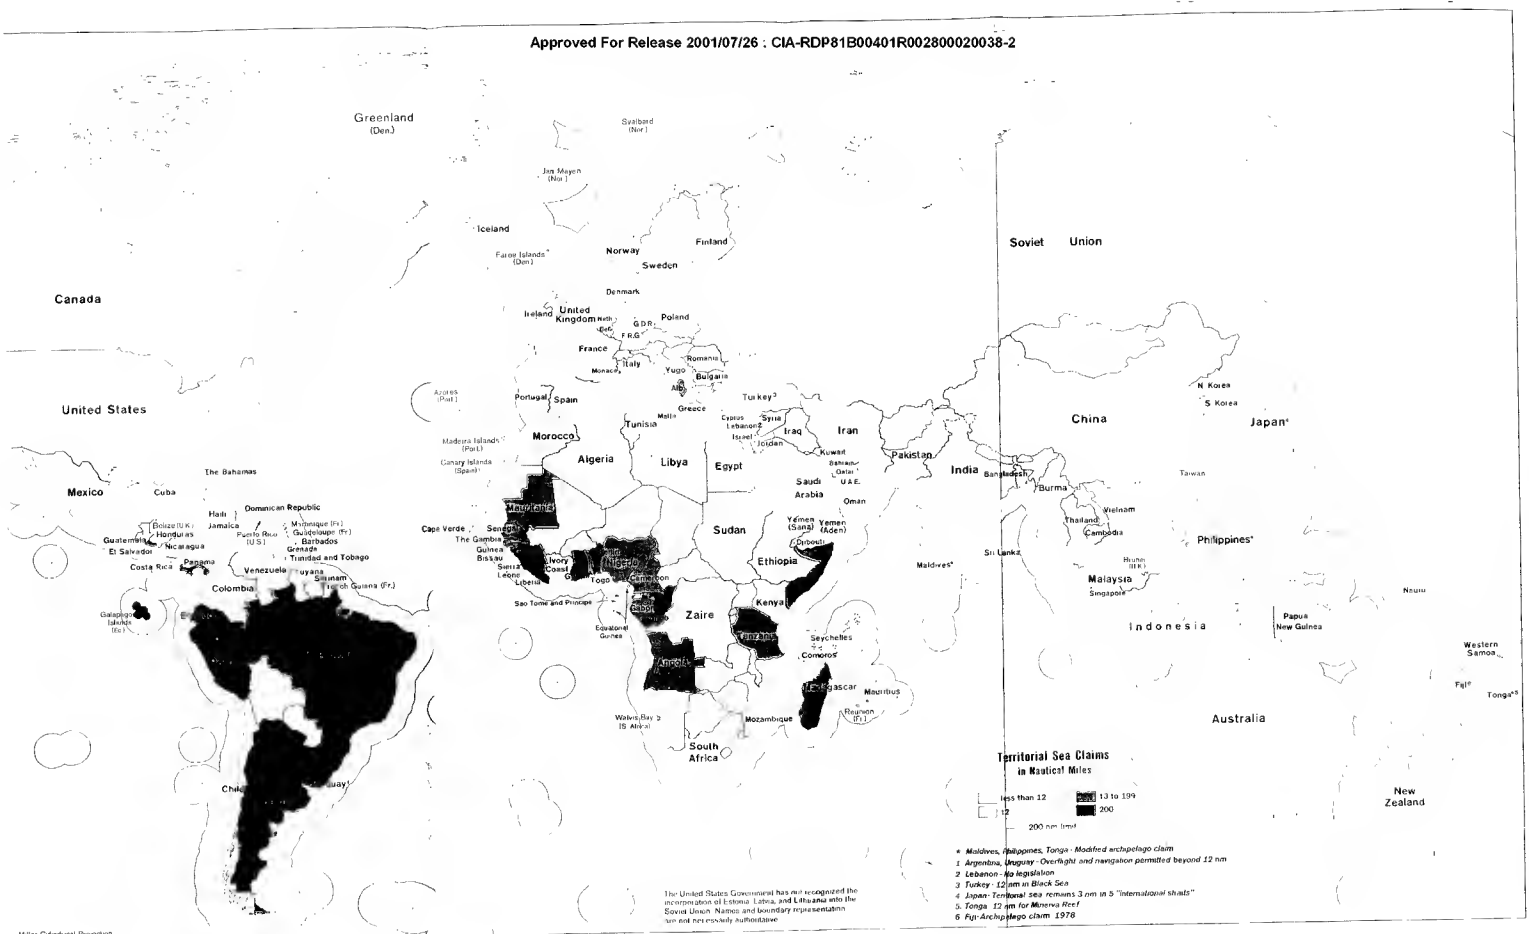 Approved For Release 2001/07/26 : CIA-RDP81B00401R002800020038-2
Greenland
(Den.)
Svalbard
(Nor.)
Jan Mayen
(Nor.)
Iceland
Faroe Islands
(Den.)
Norway
Finland
Sweden
Soviet Union
Denmark
Canada
Ireland
United
Kingdom
Neth
Bel
G.D.R.
Poland
F.R.G.
France
Italy
Romania
Monaco
Yugo
Bulgaria
Alb
United States
Azores
(Port.)
Portugal
Spain
Turkey3
Greece
Malta
N Korea
S Korea
China
Japan4
Tunisia
Cyprus
Lebanon2
Syria
Israel
Jordan
Iraq
Iran
Madeira Islands
(Port.)
Morocco
Canary Islands
(Spain)
Algeria
Libya
Egypt
Kuwait
Bahrain
Qatar
U.A.E.
Pakistan
India
Bangladesh
Burma
Taiwan
The Bahamas
Mexico
Cuba
Saudi
Arabia
Oman
Haiti
Dominican Republic
Jamaica
Puerto Rico
(U.S.)
Martinique (Fr.)
Guadeloupe (Fr.)
Barbados
Grenada
Trinidad and Tobago
Belize (U.K.)
Honduras
Guatemala
El Salvador
Nicaragua
Costa Rica
Panama
Mauritania
Cape Verde
Senegal
The Gambia
Guinea
Bissau
Sierra
Leone
Liberia
Ivory
Coast
Togo
Nigeria
Cameroon
Sudan
Yemen
(Sana)
Yemen
(Aden)
Djibouti
Ethiopia
Vietnam
Thailand
Cambodia
Philippines*
Sri Lanka
Maldives*
Brunei
(U.K.)
Malaysia
Singapore
Venezuela
Guyana
Surinam
French Guiana (Fr.)
Colombia
Galapagos
Islands
(Ec.)
Sao Tome and Principe
Equatorial
Guinea
Gabon
Zaire
Kenya
Tanzania
Seychelles
Comoros
Angola
Madagascar
Mauritius
Reunion
(Fr.)
Mozambique
Walvis Bay
(S. Africa)
South
Africa
Indonesia
Papua
New Guinea
Nauru
Western
Samoa
Fiji6
Tonga*5
Australia
New
Zealand
Territorial Sea Claims
in Nautical Miles
less than 12
13 to 199
12
200
200 nm limit
* Maldives, Philippines, Tonga - Modified archipelago claim
1 Argentina, Uruguay - Overflight and navigation permitted beyond 12 nm
2 Lebanon - No legislation
3 Turkey - 12 nm in Black Sea
4 Japan - Territorial sea remains 3 nm in 5 "international straits"
5. Tonga 12 nm for Minerva Reef
6 Fiji - Archipelago claim 1978
The United States Government has not recognized the
incorporation of Estonia, Latvia, and Lithuania into the
Soviet Union. Names and boundary representation
are not necessarily authoritative